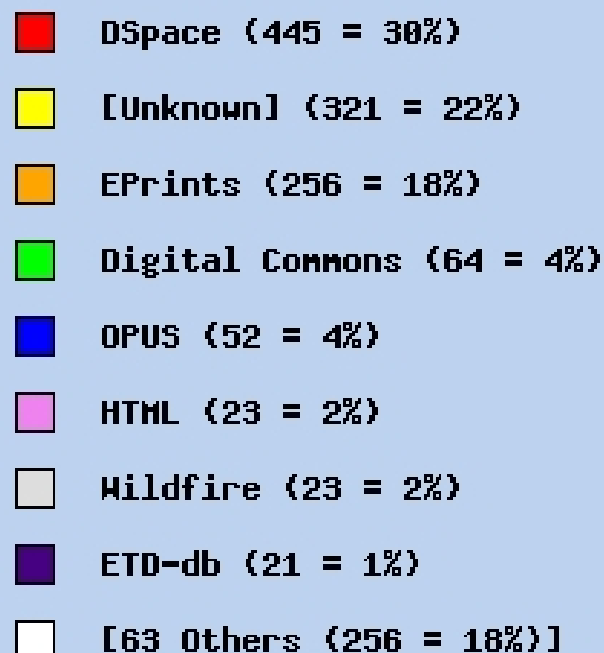 DSpace (445 = 30%)
[Unknown] (321 = 22%)
EPrints (256 = 18%)
Digital Commons (64 = 4%)
OPUS (52 = 4%)
HTML (23 = 2%)
Wildfire (23 = 2%)
ETD-db (21 = 1%)
[63 Others (256 = 18%)]